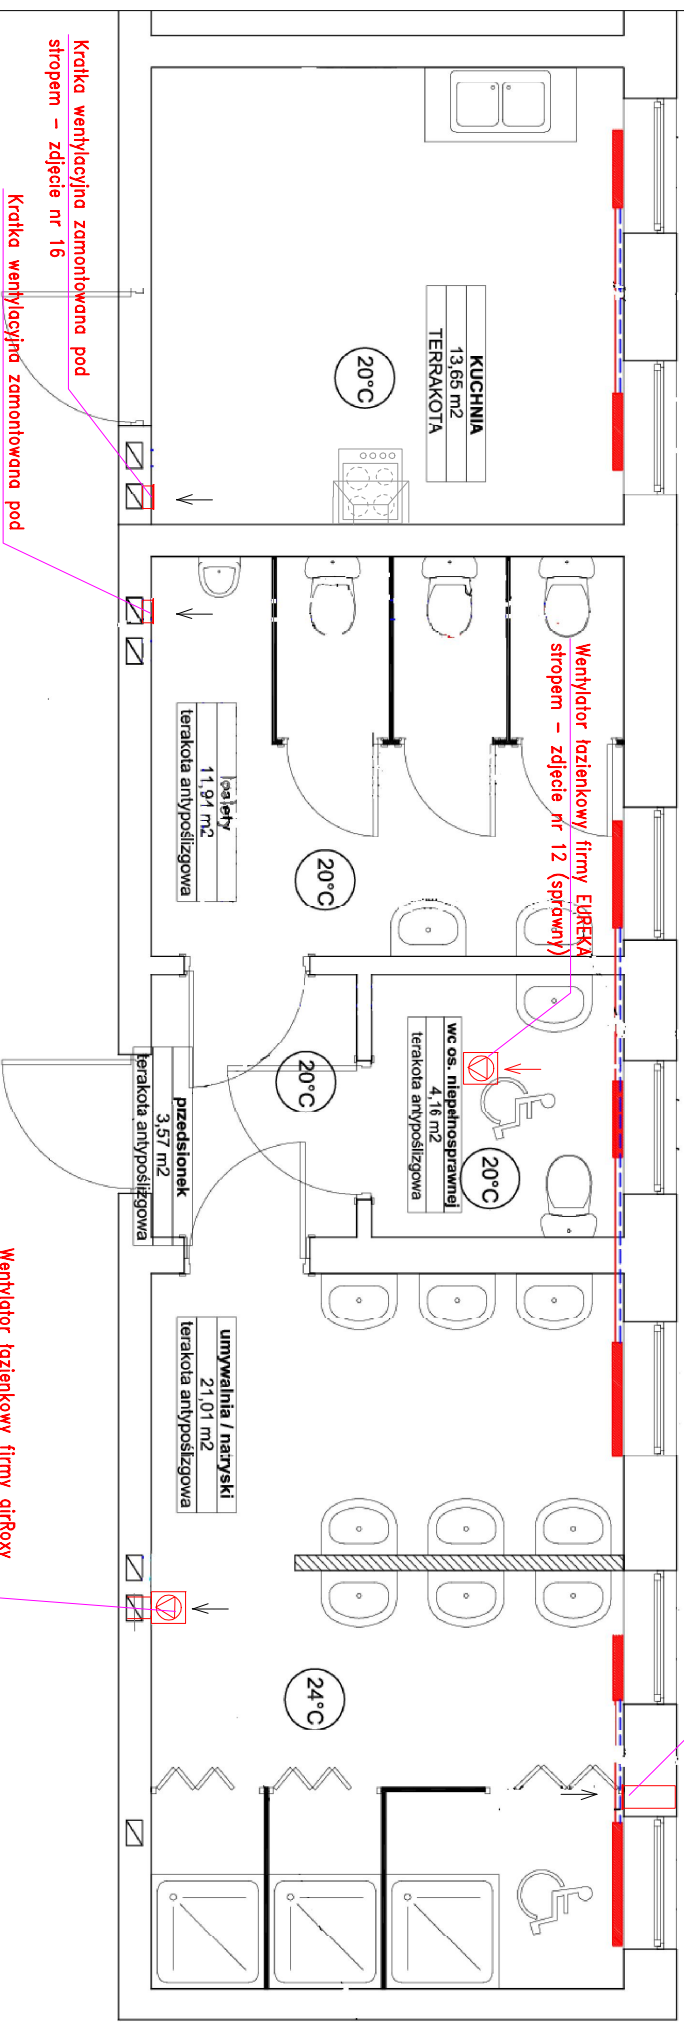 Kratka wentylacyjna zamontowana pod
stropem – zdjęcie nr 16
Kratka wentylacyjna zamontowana pod
KUCHNIA
13,65 m2
TERRAKOTA
20°C
Wentylator łazienkowy firmy EUREKA
stropem – zdjęcie nr 12 (sprawny)
toalety
11,91 m2
terakota antypoślizgowa
20°C
wc os. niepełnosprawnej
4,16 m2
terakota antypoślizgowa
20°C
20°C
przedsionek
3,57 m2
terakota antypoślizgowa
umywalnia / natryski
21,01 m2
terakota antypoślizgowa
Wentylator łazienkowy firmy airRoxy
24°C